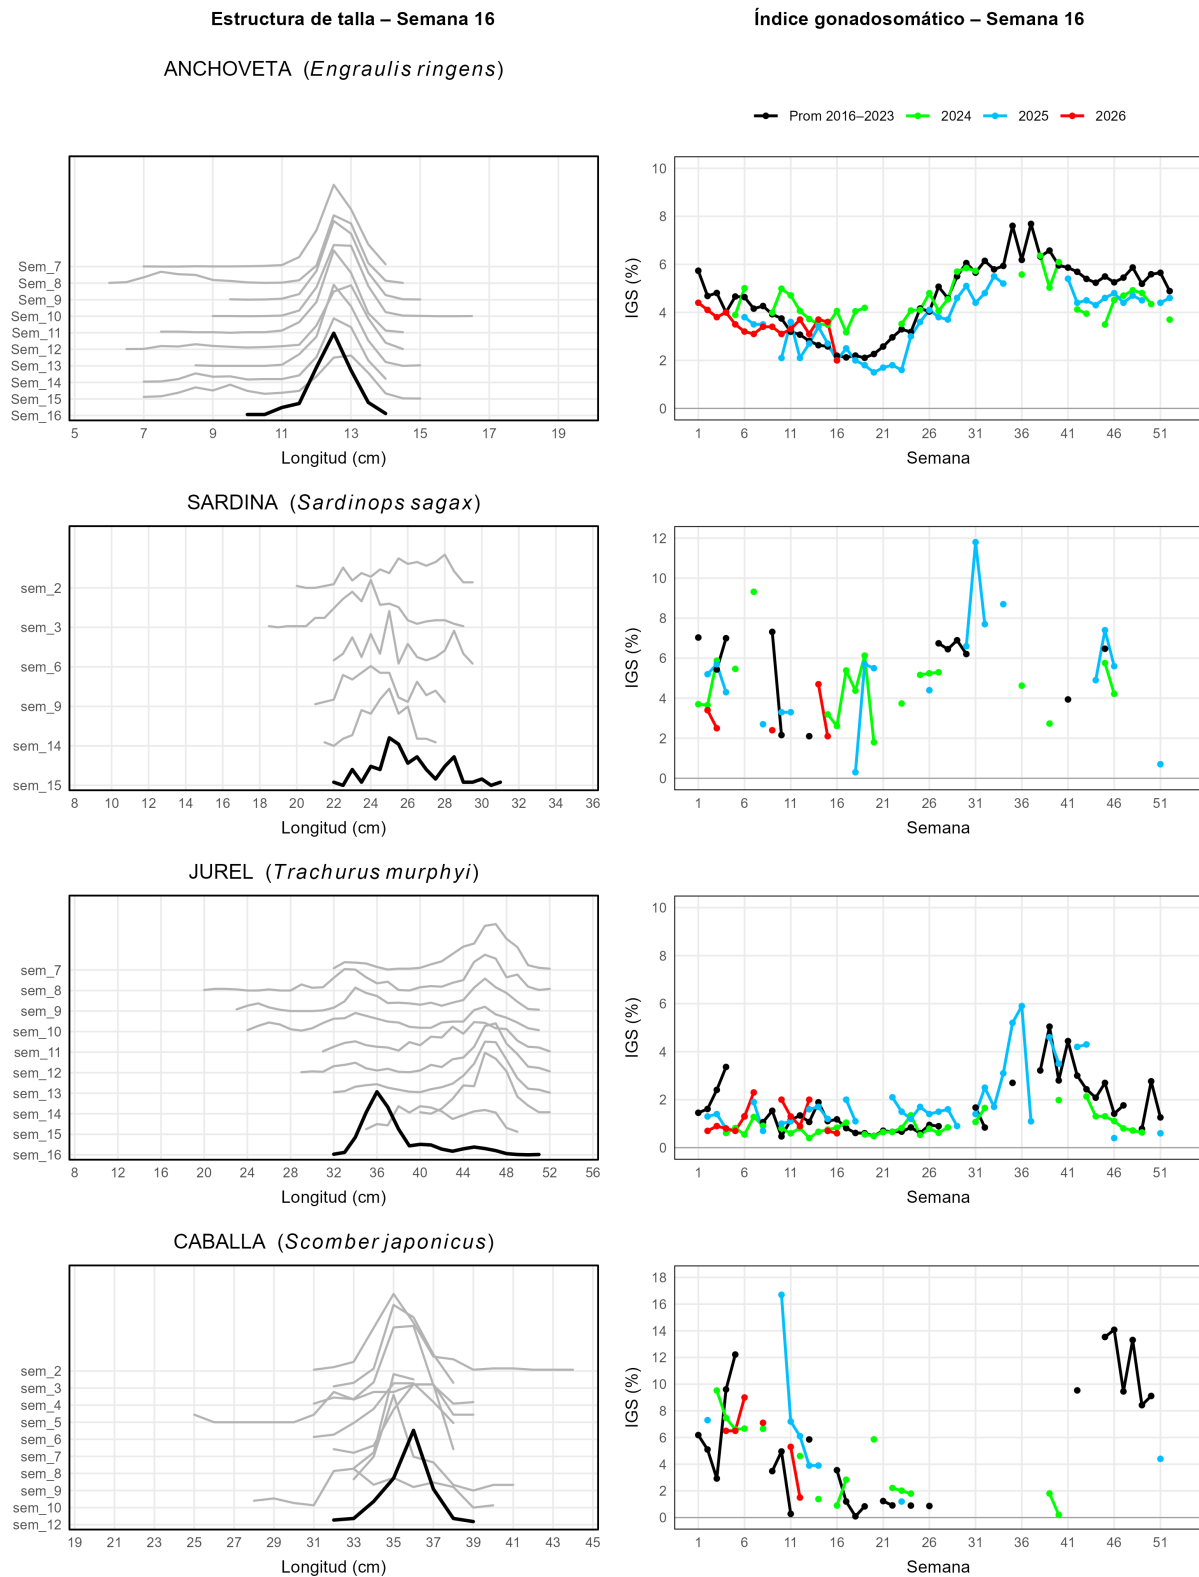 Estructura de talla – Semana 16
Índice gonadosomático – Semana 16
ANCHOVETA (Engraulis ringens)
Prom 2016–2023 2024 2025 2026
Sem_7
Sem_8
Sem_9
Sem_10
Sem_11
Sem_12
Sem_13
Sem_14
Sem_15
Sem_16
5 7 9 11 13 15 17 19
Longitud (cm)
10
8
6
4
2
0
IGS (%)
1 6 11 16 21 26 31 36 41 46 51
Semana
SARDINA (Sardinops sagax)
sem_2
sem_3
sem_6
sem_9
sem_14
sem_15
8 10 12 14 16 18 20 22 24 26 28 30 32 34 36
Longitud (cm)
12
10
8
6
4
2
0
IGS (%)
1 6 11 16 21 26 31 36 41 46 51
Semana
JUREL (Trachurus murphyi)
sem_7
sem_8
sem_9
sem_10
sem_11
sem_12
sem_13
sem_14
sem_15
sem_16
8 12 16 20 24 28 32 36 40 44 48 52 56
Longitud (cm)
10
8
6
4
2
0
IGS (%)
1 6 11 16 21 26 31 36 41 46 51
Semana
CABALLA (Scomber japonicus)
sem_2
sem_3
sem_4
sem_5
sem_6
sem_7
sem_8
sem_9
sem_10
sem_12
19 21 23 25 27 29 31 33 35 37 39 41 43 45
Longitud (cm)
18
16
14
12
10
8
6
4
2
0
IGS (%)
1 6 11 16 21 26 31 36 41 46 51
Semana